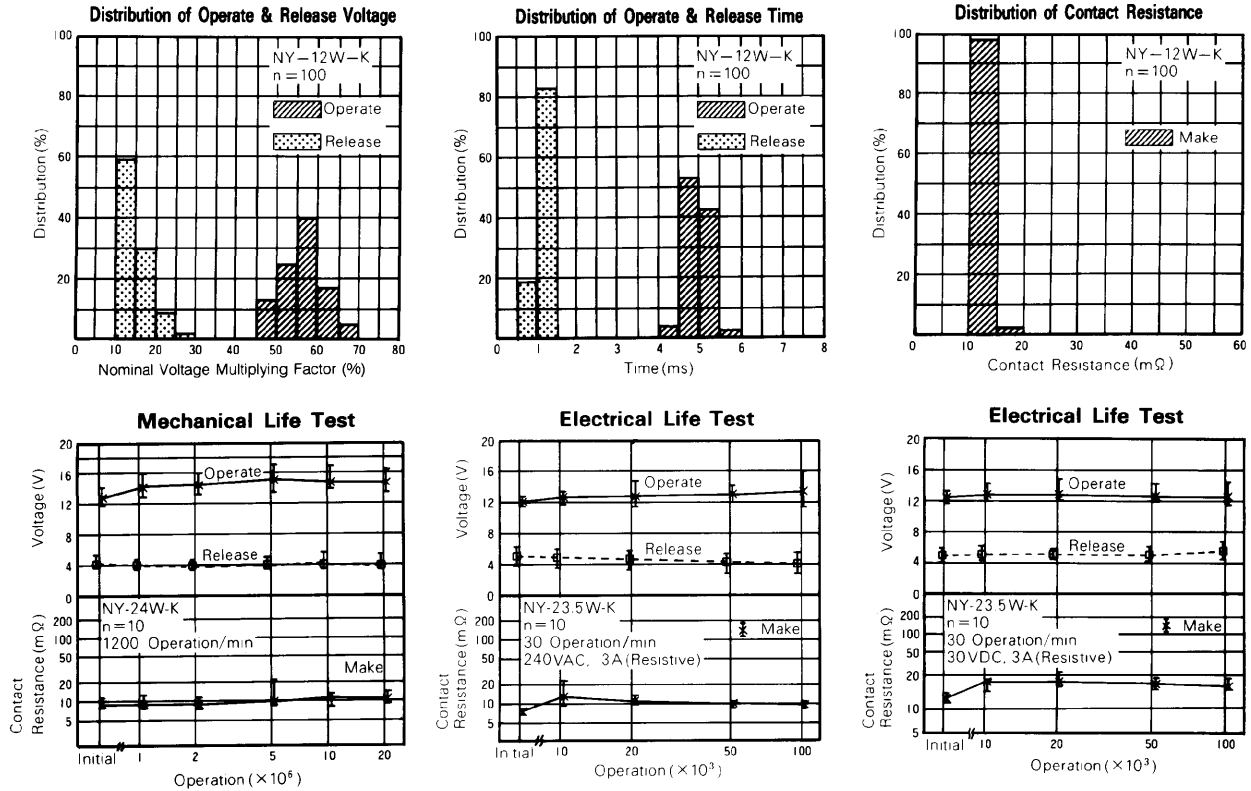 Distribution of Operate & Release Voltage
Distribution (%)
100
80
60
40
20
NY-12W-K
n=100
Operate
Release
0 10 20 30 40 50 60 70 80
Nominal Voltage Multiplying Factor (%)
Distribution of Operate & Release Time
Distribution (%)
100
80
60
40
20
NY-12W-K
n=100
Operate
Release
0 1 2 3 4 5 6 7 8
Time (ms)
Distribution of Contact Resistance
Distribution (%)
100
80
60
40
20
NY-12W-K
n=100
Make
0 10 20 30 40 50 60
Contact Resistance (mΩ)
Mechanical Life Test
Voltage (V)
20
16
12
8
4
0
Operate
Release
Contact
Resistance (mΩ)
200
100
50
20
10
5
NY-24W-K
n=10
1200 Operation/min
Make
Initial 1 2 5 10 20
Operation (×10⁶)
Electrical Life Test
Voltage (V)
20
16
12
8
4
0
Operate
Release
Contact
Resistance (mΩ)
200
100
50
20
10
5
NY-23.5W-K
n=10
30 Operation/min
240VAC, 3A (Resistive)
Make
Initial 10 20 50 100
Operation (×10³)
Electrical Life Test
Voltage (V)
20
16
12
8
4
0
Operate
Release
Contact
Resistance (mΩ)
200
100
50
20
10
5
NY-23.5W-K
n=10
30 Operation/min
30VDC, 3A (Resistive)
Make
Initial 10 20 50 100
Operation (×10³)